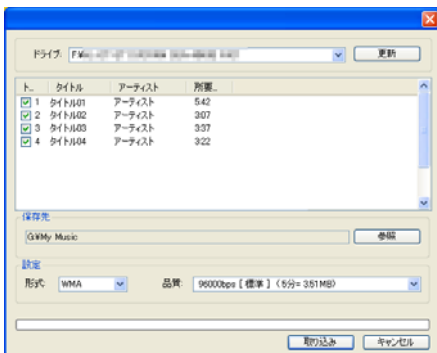 ドライブ: F¥
更新
ト... タイトル アーティスト 所要...
1 タイトル01 アーティスト 5:42
2 タイトル02 アーティスト 3:07
3 タイトル03 アーティスト 3:37
4 タイトル04 アーティスト 3:22
保存先
G:¥My Music 参照
設定
形式: WMA 品質: 96000bps [ 標準 ] (5分= 3.51MB)
取り込み キャンセル